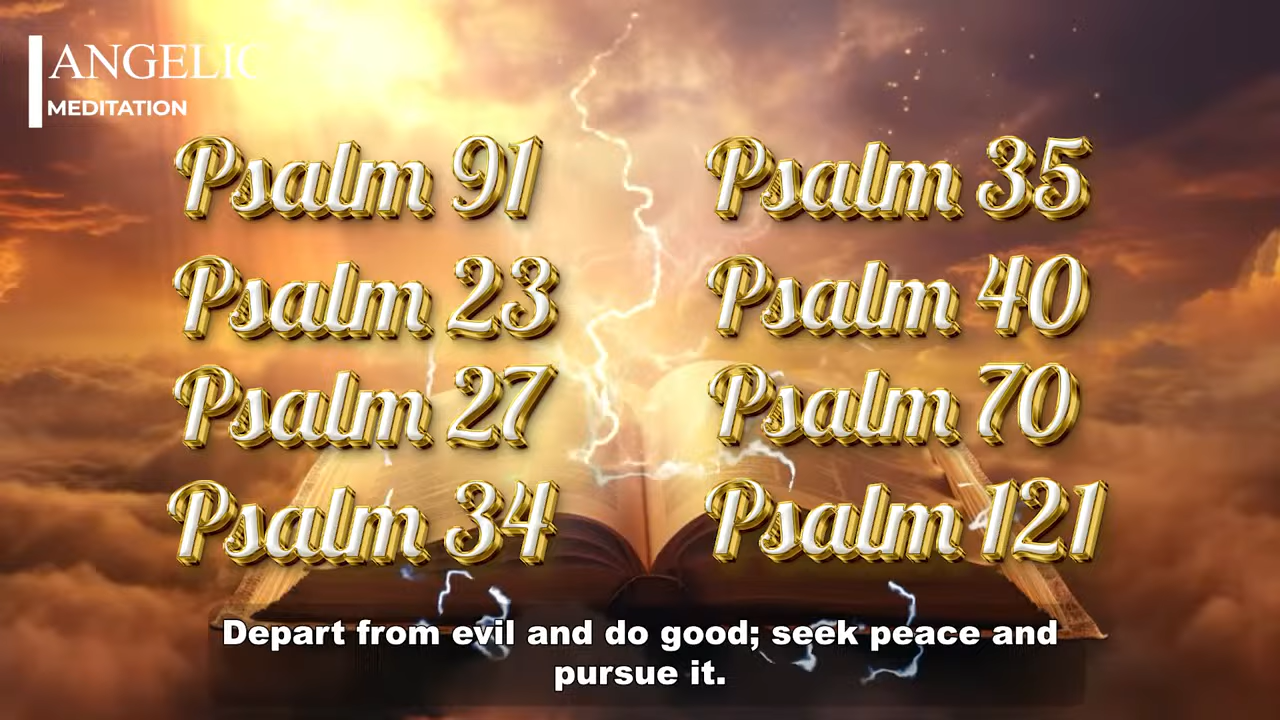 ANGELIC
MEDITATION
Psalm 91
Psalm 23
Psalm 27
Psalm 34
Psalm 35
Psalm 40
Psalm 70
Psalm 121
Depart from evil and do good; seek peace and
pursue it.